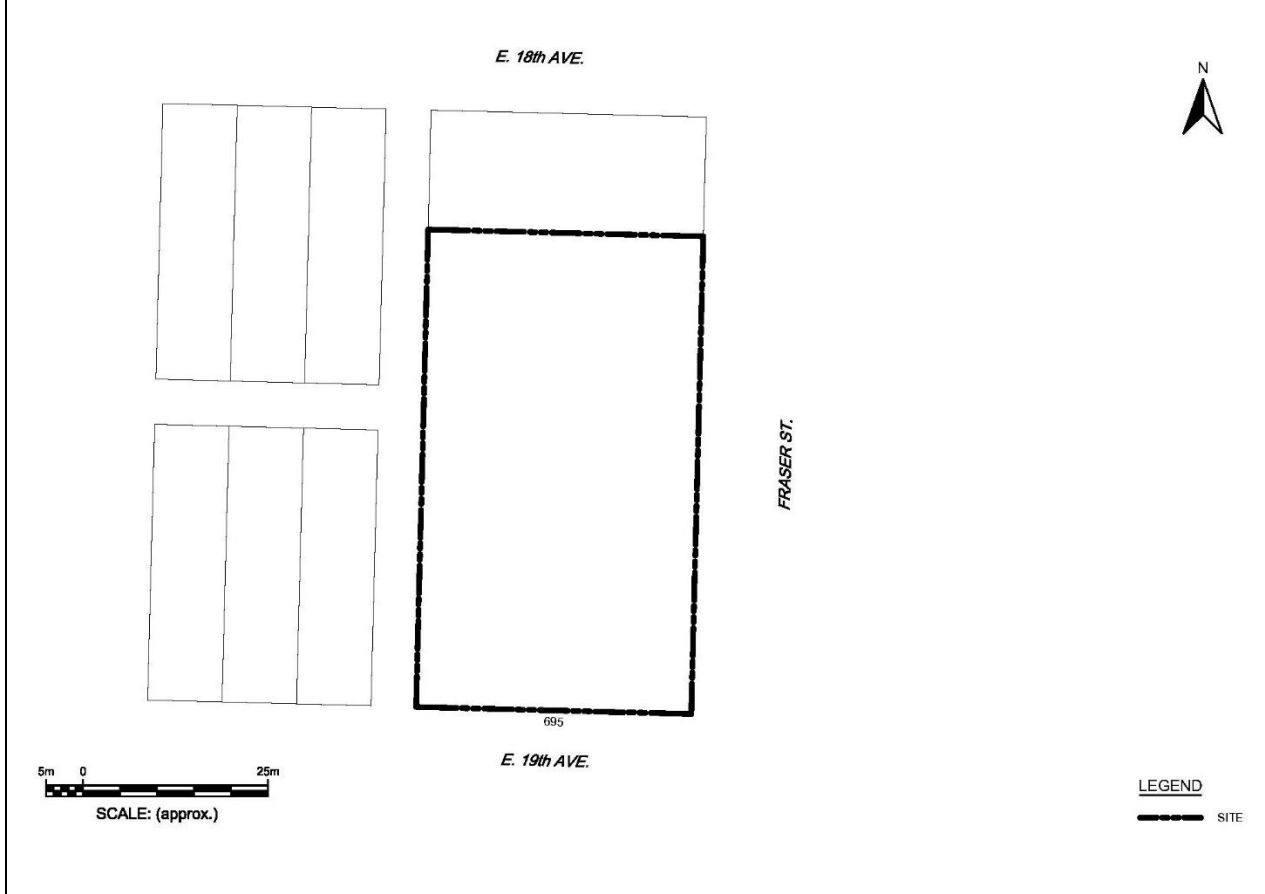 E. 18th AVE.
N
FRASER ST.
695
E. 19th AVE.
5m 0 25m
SCALE: (approx.)
LEGEND
SITE